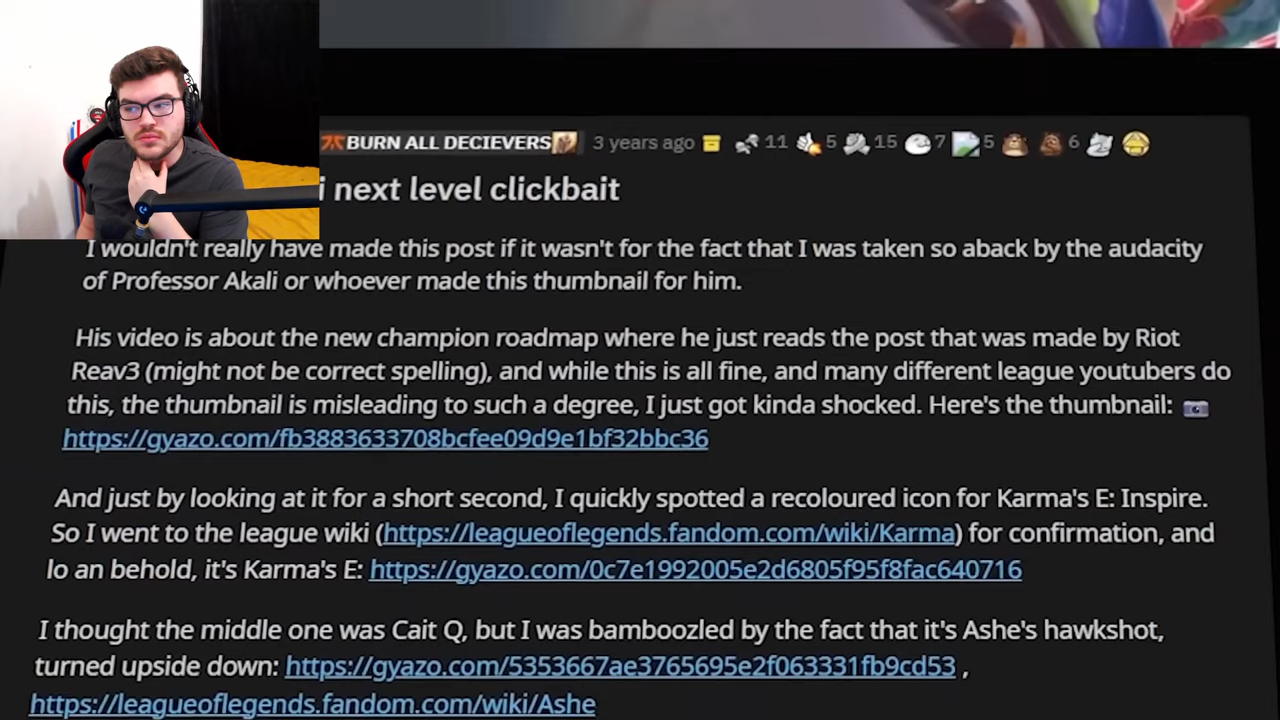 BURN ALL DECIEVERS 3 years ago 11 5 15 7 5 6
i next level clickbait
I wouldn't really have made this post if it wasn't for the fact that I was taken so aback by the audacity
of Professor Akali or whoever made this thumbnail for him.
His video is about the new champion roadmap where he just reads the post that was made by Riot
Reav3 (might not be correct spelling), and while this is all fine, and many different league youtubers do
this, the thumbnail is misleading to such a degree, I just got kinda shocked. Here's the thumbnail:
https://gyazo.com/fb3883633708bcfee09d9e1bf32bbc36
And just by looking at it for a short second, I quickly spotted a recoloured icon for Karma's E: Inspire.
So I went to the league wiki (https://leagueoflegends.fandom.com/wiki/Karma) for confirmation, and
lo an behold, it's Karma's E: https://gyazo.com/0c7e1992005e2d6805f95f8fac640716
I thought the middle one was Cait Q, but I was bamboozled by the fact that it's Ashe's hawkshot,
turned upside down: https://gyazo.com/5353667ae3765695e2f063331fb9cd53 ,
https://leagueoflegends.fandom.com/wiki/Ashe